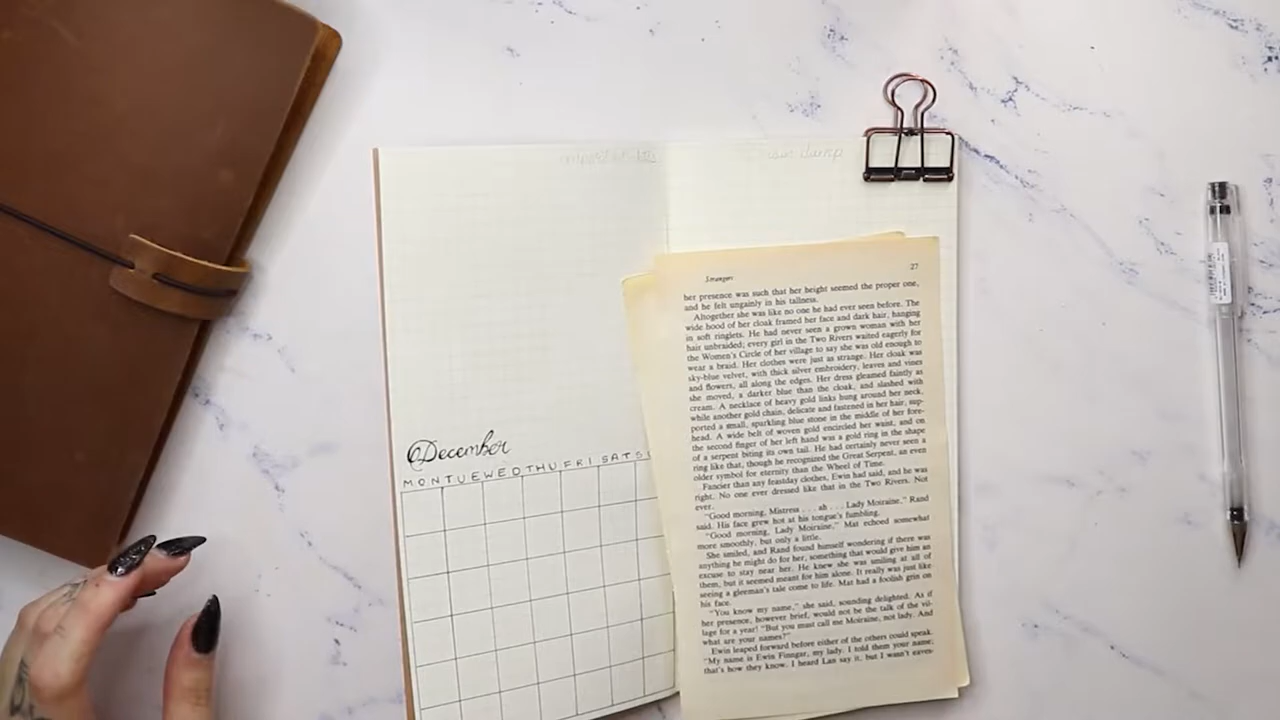 December
MON TUE WED THU FRI SAT S
Strangers 27
her presence was such that her height seemed the proper one,
and he felt ungainly in his tallness.
Altogether she was like no one he had ever seen before. The
wide hood of her cloak framed her face and dark hair, hanging
in soft ringlets. He had never seen a grown woman with her
hair unbraided; every girl in the Two Rivers waited eagerly for
the Women's Circle of her village to say she was old enough to
wear a braid. Her clothes were just as strange. Her cloak was
sky-blue velvet, with thick silver embroidery, leaves and vines
and flowers, all along the edges. Her dress gleamed faintly as
she moved, a darker blue than the cloak, and slashed with
cream. A necklace of heavy gold links hung around her neck,
while another gold chain, delicate and fastened in her hair, sup-
ported a small, sparkling blue stone in the middle of her fore-
head. A wide belt of woven gold encircled her waist, and on
the second finger of her left hand was a gold ring in the shape
of a serpent biting its own tail. He had certainly never seen a
ring like that, though he recognized the Great Serpent, an even
older symbol for eternity than the Wheel of Time.
Fancier than any feastday clothes, Ewin had said, and he was
right. No one ever dressed like that in the Two Rivers. Not
ever.
"Good morning, Mistress . . . ah . . . Lady Moiraine," Rand
said. His face grew hot at his tongue's fumbling.
"Good morning, Lady Moiraine," Mat echoed somewhat
more smoothly, but only a little.
She smiled, and Rand found himself wondering if there was
anything he might do for her, something that would give him an
excuse to stay near her. He knew she was smiling at all of
them, but it seemed meant for him alone. It really was just like
seeing a gleeman's tale come to life. Mat had a foolish grin on
his face.
"You know my name," she said, sounding delighted. As if
her presence, however brief, would not be the talk of the vil-
lage for a year! "But you must call me Moiraine, not lady. And
what are your names?"
Ewin leaped forward before either of the others could speak.
"My name is Ewin Finngar, my lady. I told them your name;
that's how they know. I heard Lan say it, but I wasn't eaves-